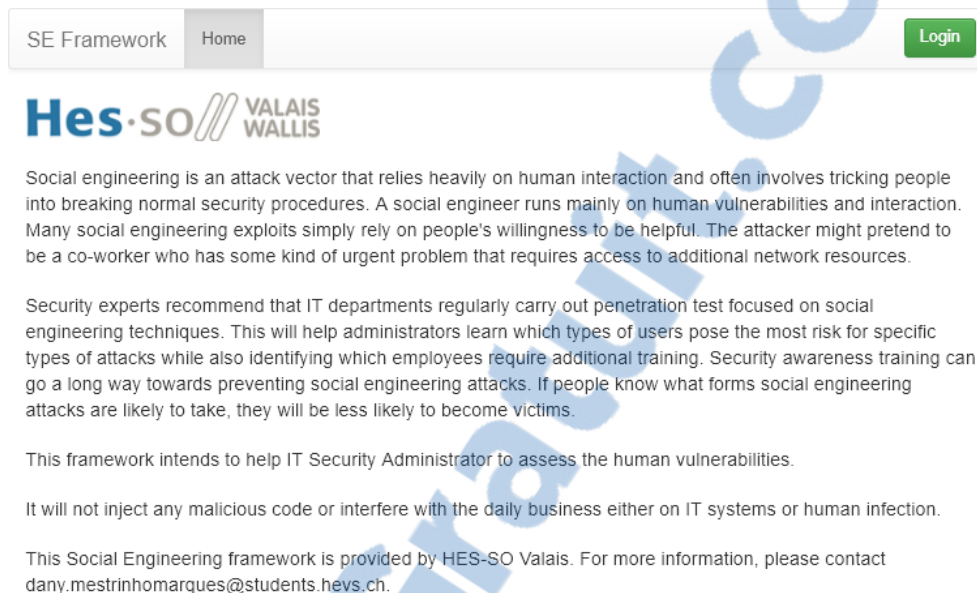 SE Framework Home Login
Hes·so VALAIS
WALLIS
Social engineering is an attack vector that relies heavily on human interaction and often involves tricking people
into breaking normal security procedures. A social engineer runs mainly on human vulnerabilities and interaction.
Many social engineering exploits simply rely on people's willingness to be helpful. The attacker might pretend to
be a co-worker who has some kind of urgent problem that requires access to additional network resources.
Security experts recommend that IT departments regularly carry out penetration test focused on social
engineering techniques. This will help administrators learn which types of users pose the most risk for specific
types of attacks while also identifying which employees require additional training. Security awareness training can
go a long way towards preventing social engineering attacks. If people know what forms social engineering
attacks are likely to take, they will be less likely to become victims.
This framework intends to help IT Security Administrator to assess the human vulnerabilities.
It will not inject any malicious code or interfere with the daily business either on IT systems or human infection.
This Social Engineering framework is provided by HES-SO Valais. For more information, please contact
dany.mestrinhomarques@students.hevs.ch.